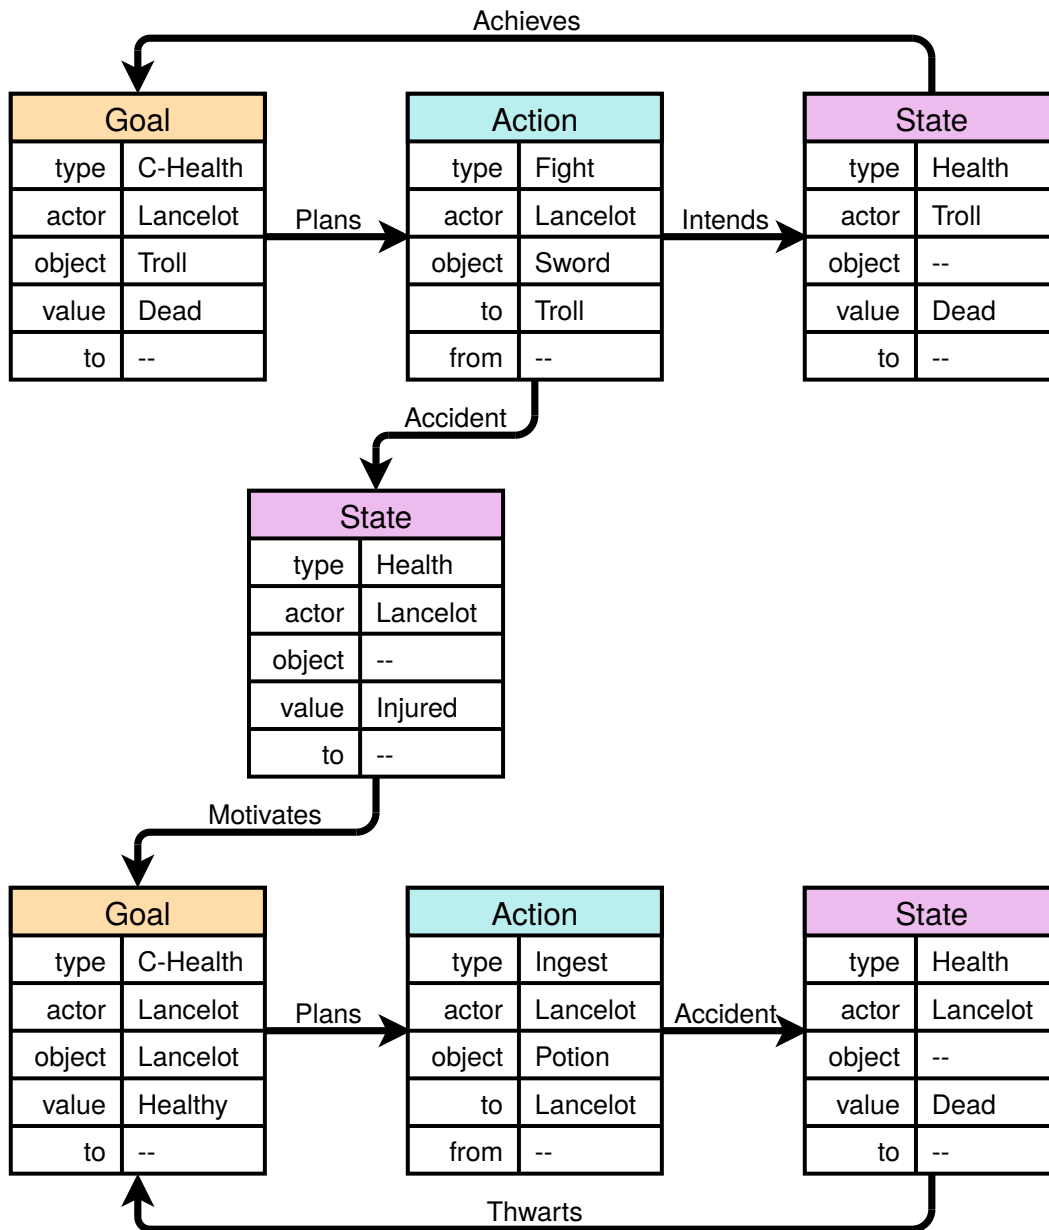 Achieves
Goal
type C-Health
actor Lancelot
object Troll
value Dead
to --
Plans
Action
type Fight
actor Lancelot
object Sword
to Troll
from --
Intends
State
type Health
actor Troll
object --
value Dead
to --
Accident
State
type Health
actor Lancelot
object --
value Injured
to --
Motivates
Goal
type C-Health
actor Lancelot
object Lancelot
value Healthy
to --
Plans
Action
type Ingest
actor Lancelot
object Potion
to Lancelot
from --
Accident
State
type Health
actor Lancelot
object --
value Dead
to --
Thwarts